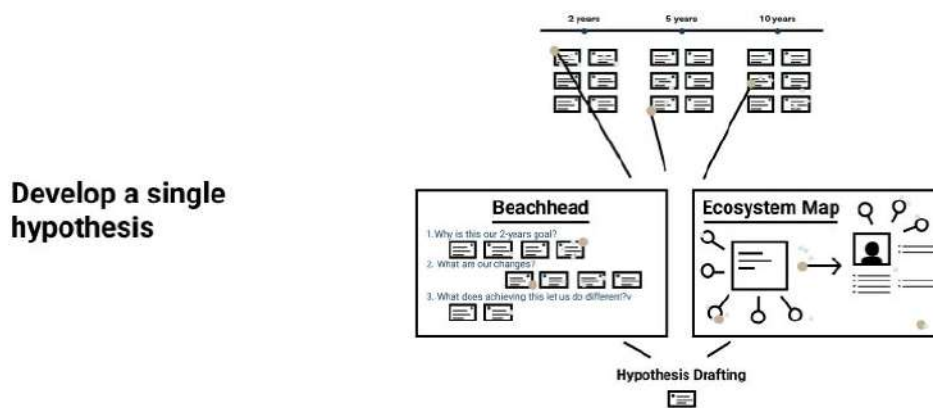 2 years 5 years 10 years
Develop a single
hypothesis
Beachhead
1. Why is this our 2-years goal?
2. What are our changes?
3. What does achieving this let us do different!?v
Ecosystem Map
Hypothesis Drafting